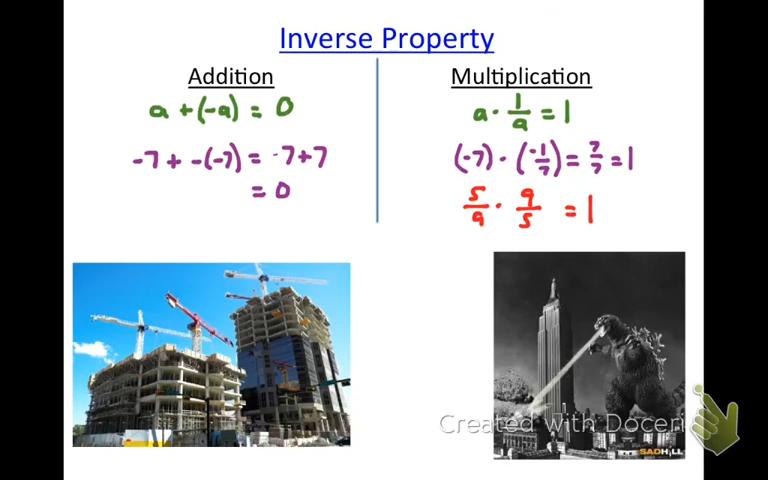 Inverse Property
Addition
a + (-a) = 0
-7 + -(-7) = -7+7
= 0
Multiplication
a · 1/a = 1
(-7) · (-1/7) = 7/7 = 1
5/9 · 9/5 = 1
Created with Doceri
SADHILL